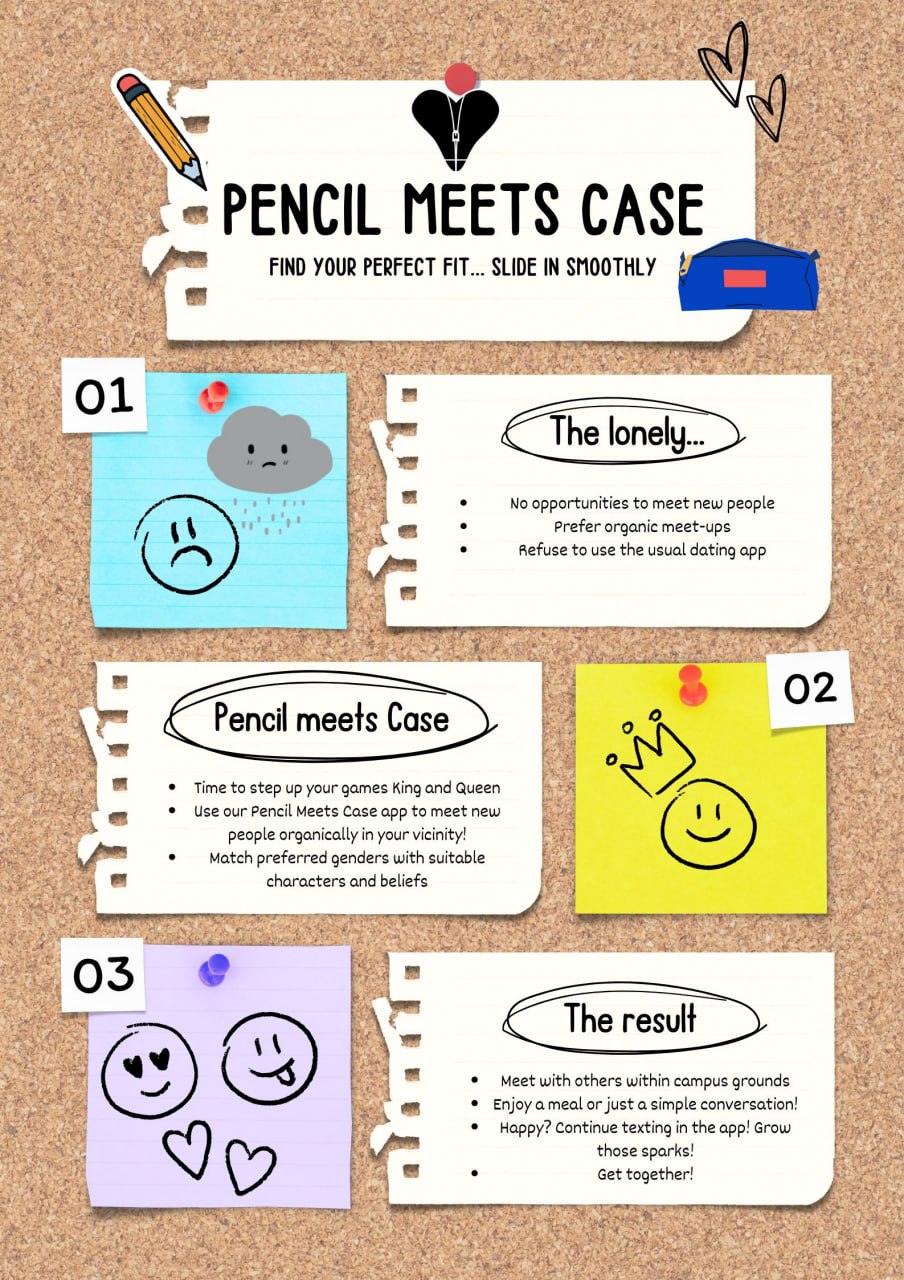 PENCIL MEETS CASE
FIND YOUR PERFECT FIT... SLIDE IN SMOOTHLY
01
The lonely...
• No opportunities to meet new people
• Prefer organic meet-ups
• Refuse to use the usual dating app
Pencil meets Case
• Time to step up your games King and Queen
• Use our Pencil Meets Case app to meet new
people organically in your vicinity!
• Match preferred genders with suitable
characters and beliefs
02
03
The result
• Meet with others within campus grounds
• Enjoy a meal or just a simple conversation!
• Happy? Continue texting in the app! Grow
those sparks!
• Get together!